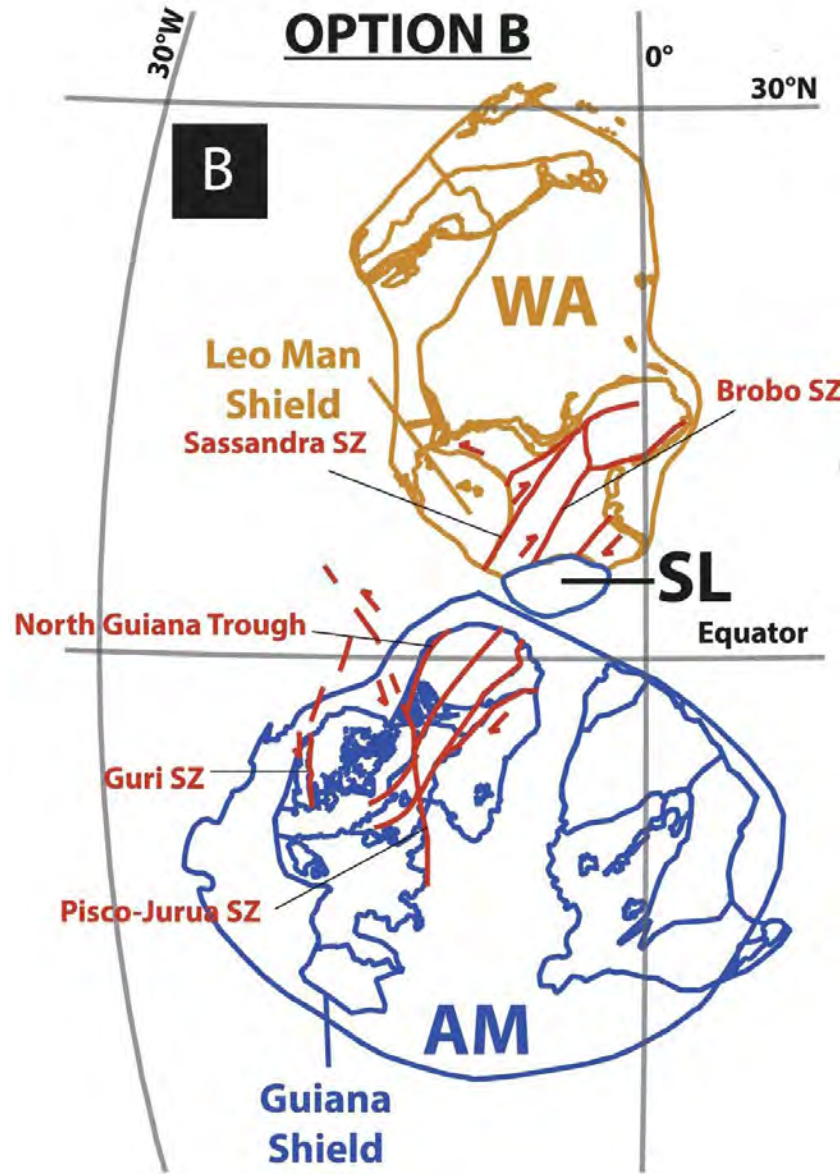 OPTION B
30°W
0°
30°N
B
WA
Leo Man
Shield
Brobo SZ
Sassandra SZ
SL
North Guiana Trough
Equator
Guri SZ
Pisco-Jurua SZ
AM
Guiana
Shield